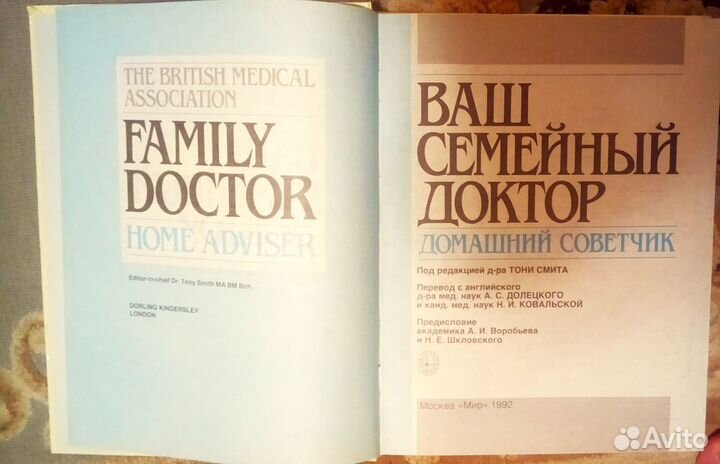 THE BRITISH MEDICAL
ASSOCIATION
FAMILY
DOCTOR
HOME ADVISER
Editor-in-chief Dr. Tony Smith MA BM Bch.
DORLING KINDERSLEY
LONDON
ВАШ
СЕМЕЙНЫЙ
ДОКТОР
ДОМАШНИЙ СОВЕТЧИК
Под редакцией д-ра ТОНИ СМИТА
Перевод с английского
д-ра мед. наук А. С. ДОЛЕЦКОГО
и канд. мед. наук Н. И. КОВАЛЬСКОЙ
Предисловие
академика А. И. Воробьева
и Н. Е. Шкловского
Москва «Мир» 1992
Avito